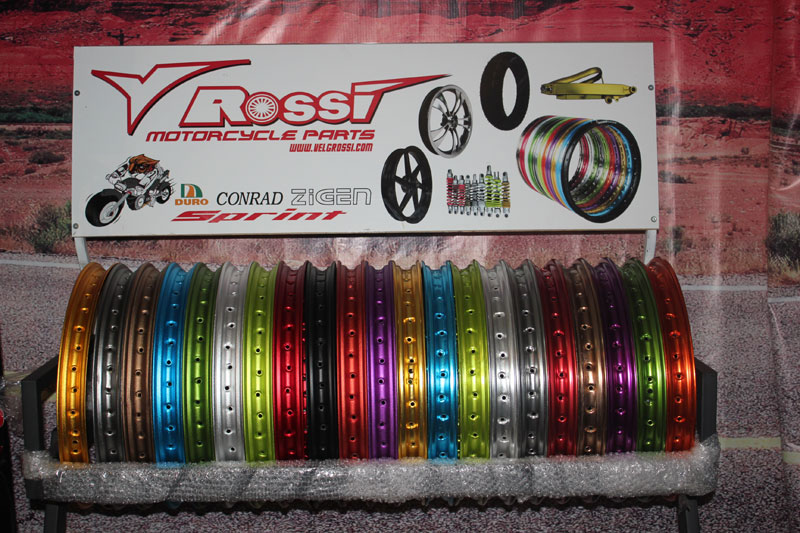 V Rossi
MOTORCYCLE PARTS
WWW.VELGROSSI.COM
DURO CONRAD ZiGEN
Sprint